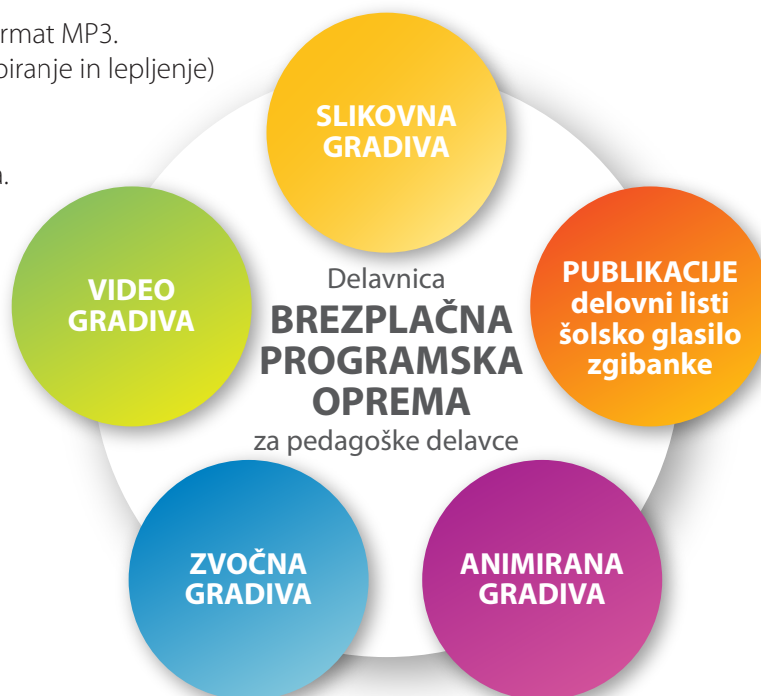 format MP3.
piranje in lepljenje)
SLIKOVNA
GRADIVA
VIDEO
GRADIVA
Delavnica
BREZPLAČNA
PROGRAMSKA
OPREMA
za pedagoške delavce
PUBLIKACIJE
delovni listi
šolsko glasilo
zgibanke
ZVOČNA
GRADIVA
ANIMIRANA
GRADIVA